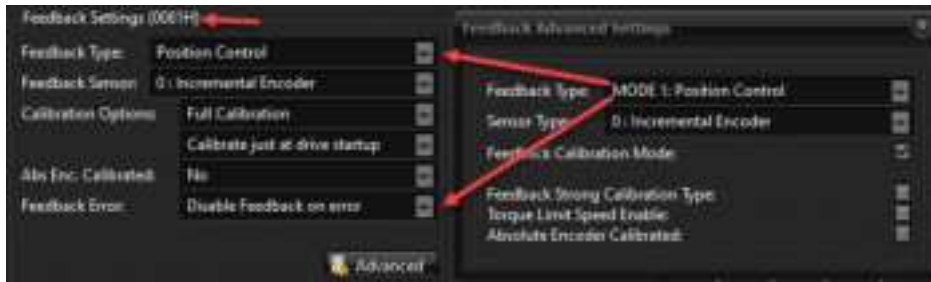 Feedback Settings (0001H)
Feedback Type: Position Control
Feedback Sensor: 0 : Incremental Encoder
Calibration Options: Full Calibration
Calibrate just at drive startup
Abs Enc. Calibrated: No
Feedback Error: Disable Feedback on error
Advanced
Feedback Advanced Settings
Feedback Type: MODE 1: Position Control
Sensor Type: 0 : Incremental Encoder
Feedback Calibration Mode:
Feedback Strong Calibration Type:
Torque Limit Speed Enable:
Absolute Encoder Calibrated: